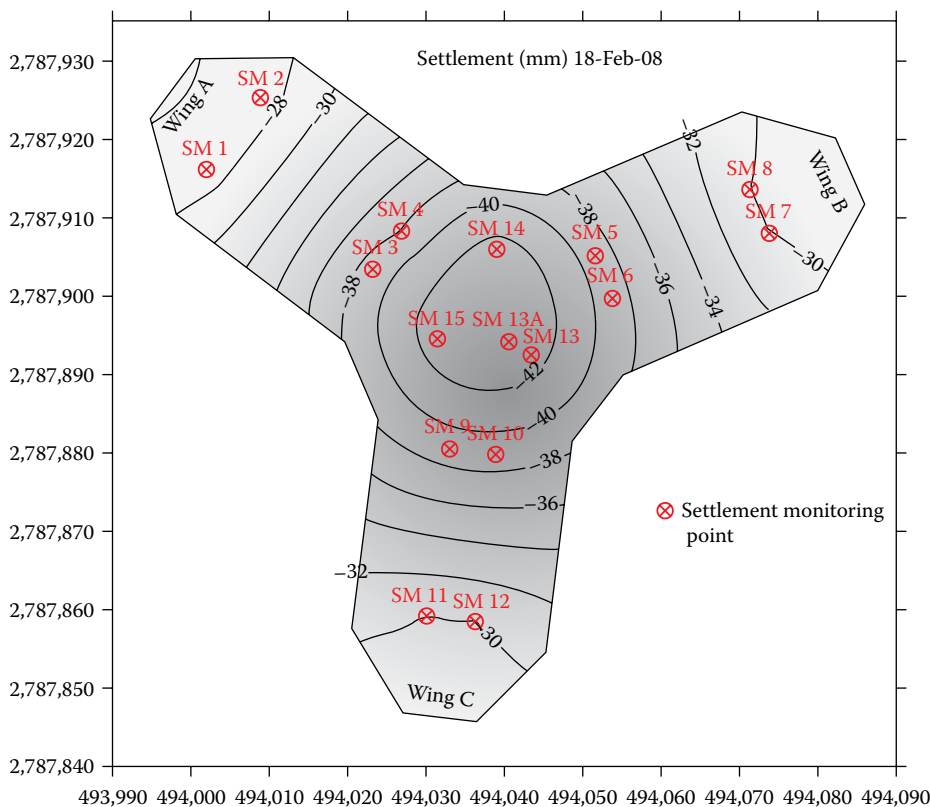 Settlement (mm) 18-Feb-08
2,787,930
2,787,920
2,787,910
2,787,900
2,787,890
2,787,880
2,787,870
2,787,860
2,787,850
2,787,840
Wing A
SM 2
SM 1
−28
−30
SM 4
SM 3
−38
−40
SM 14
−38
SM 5
SM 6
−36
−34
−32
SM 8
SM 7
−30
Wing B
SM 15
SM 13A
SM 13
−42
−40
SM 9
SM 10
−38
−36
−32
SM 11
SM 12
−30
Wing C
Settlement monitoring
point
493,990 494,000 494,010 494,020 494,030 494,040 494,050 494,060 494,070 494,080 494,090